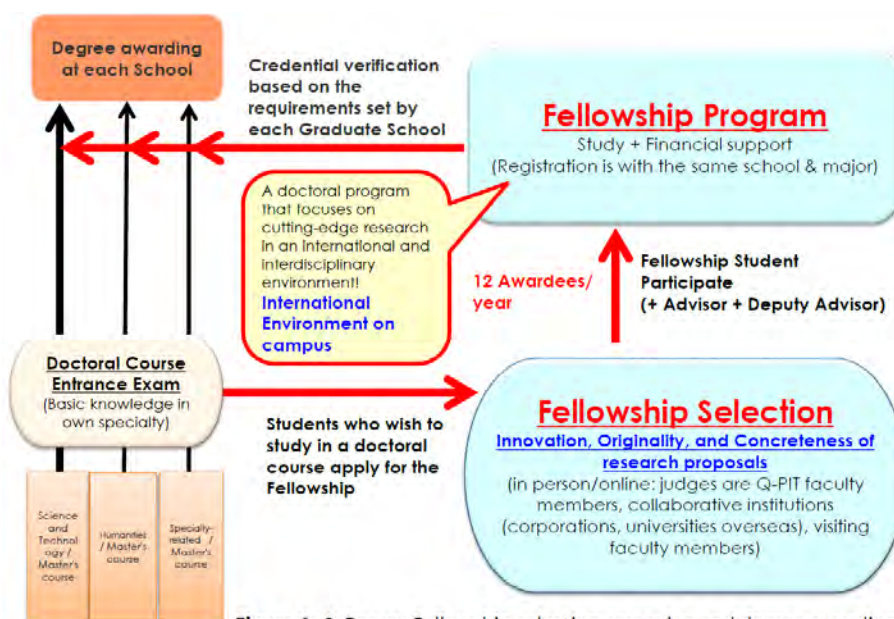 Degree awarding
at each School
Credential verification
based on the
requirements set by
each Graduate School
Fellowship Program
Study + Financial support
(Registration is with the same school & major)
A doctoral program
that focuses on
cutting-edge research
in an international and
interdisciplinary
environment!
International
Environment on
campus
12 Awardees/
year
Fellowship Student
Participate
(+ Advisor + Deputy Advisor)
Doctoral Course
Entrance Exam
(Basic knowledge in
own specialty)
Students who wish to
study in a doctoral
course apply for the
Fellowship
Fellowship Selection
Innovation, Originality, and Concreteness of
research proposals
(in person/online: judges are Q-PIT faculty
members, collaborative institutions
(corporations, universities overseas), visiting
faculty members)
Science
and
Technol
ogy /
Master's
course
Humanities
/ Master's
course
Specialty-
related /
Master's
course